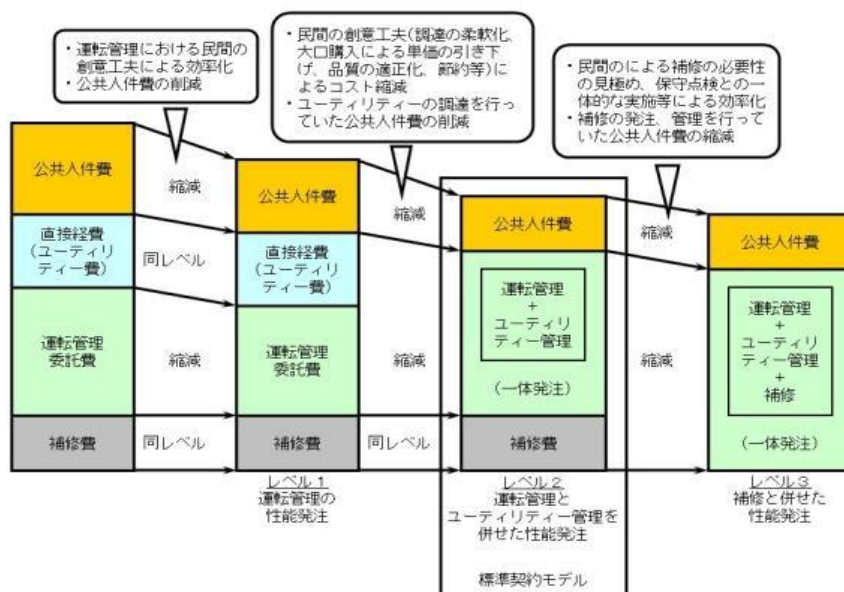 ・運転管理における民間の
創意工夫による効率化
・公共人件費の削減
・民間の創意工夫(調達の柔軟化、
大口購入による単価の引き下
げ、品質の適正化、節約等)に
よるコスト縮減
・ユーティリティーの調達を行っ
ていた公共人件費の削減
・民間のによる補修の必要性
の見極め、保守点検との一
体的な実施等による効率化
・補修の発注、管理を行って
いた公共人件費の縮減
公共人件費
直接経費
(ユーティリ
ティー費)
運転管理
委託費
補修費
縮減
同レベル
縮減
同レベル
公共人件費
直接経費
(ユーティリ
ティー費)
運転管理
委託費
補修費
レベル1
運転管理の
性能発注
縮減
縮減
同レベル
公共人件費
運転管理
+
ユーティリ
ティー管理
(一体発注)
補修費
レベル2
運転管理と
ユーティリティー管理を
併せた性能発注
標準契約モデル
縮減
縮減
公共人件費
運転管理
+
ユーティリ
ティー管理
+
補修
(一体発注)
レベル3
補修と併せた
性能発注